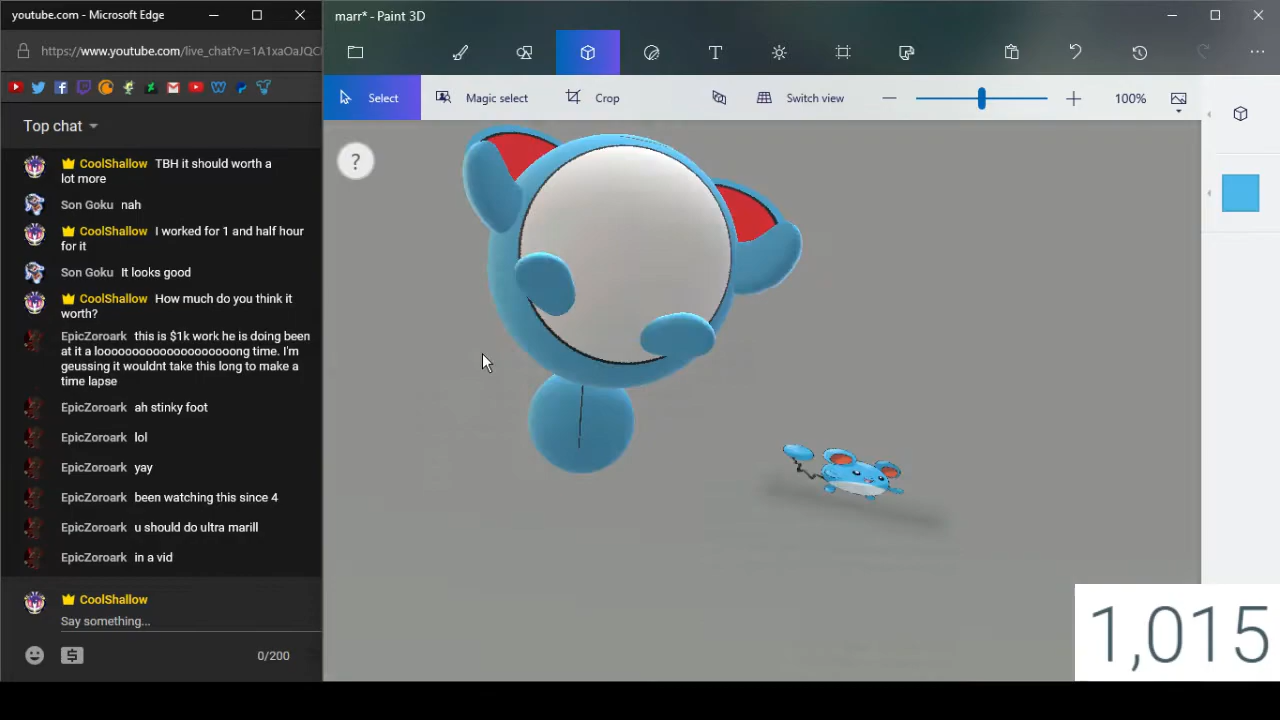 youtube.com - Microsoft Edge
https://www.youtube.com/live_chat?v=1A1xaOaJQC
Top chat
CoolShallow TBH it should worth a
lot more
Son Goku nah
CoolShallow I worked for 1 and half hour
for it
Son Goku It looks good
CoolShallow How much do you think it
worth?
EpicZoroark this is $1k work he is doing been
at it a looooooooooooooooooong time. I'm
geussing it wouldnt take this long to make a
time lapse
EpicZoroark ah stinky foot
EpicZoroark lol
EpicZoroark yay
EpicZoroark been watching this since 4
EpicZoroark u should do ultra marill
EpicZoroark in a vid
CoolShallow
Say something...
0/200
marr* - Paint 3D
Select
Magic select
Crop
Switch view
100%
?
1,015